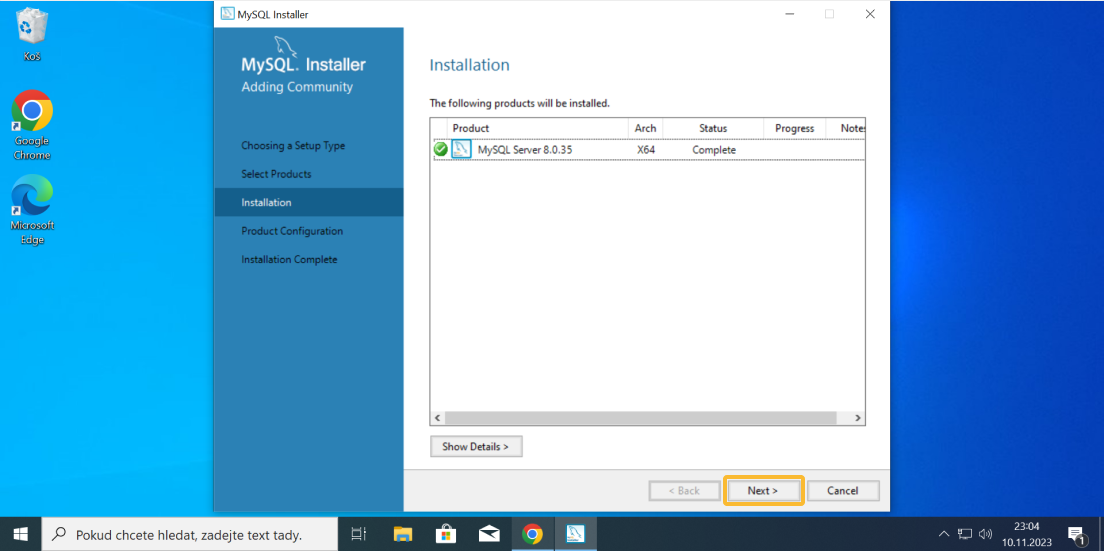 Koš
Google
Chrome
Microsoft
Edge
MySQL Installer
MySQL. Installer
Adding Community
Choosing a Setup Type
Select Products
Installation
Product Configuration
Installation Complete
Installation
The following products will be installed.
Product Arch Status Progress Notes
MySQL Server 8.0.35 X64 Complete
Show Details >
< Back Next > Cancel
Pokud chcete hledat, zadejte text tady.
23:04
10.11.2023
1